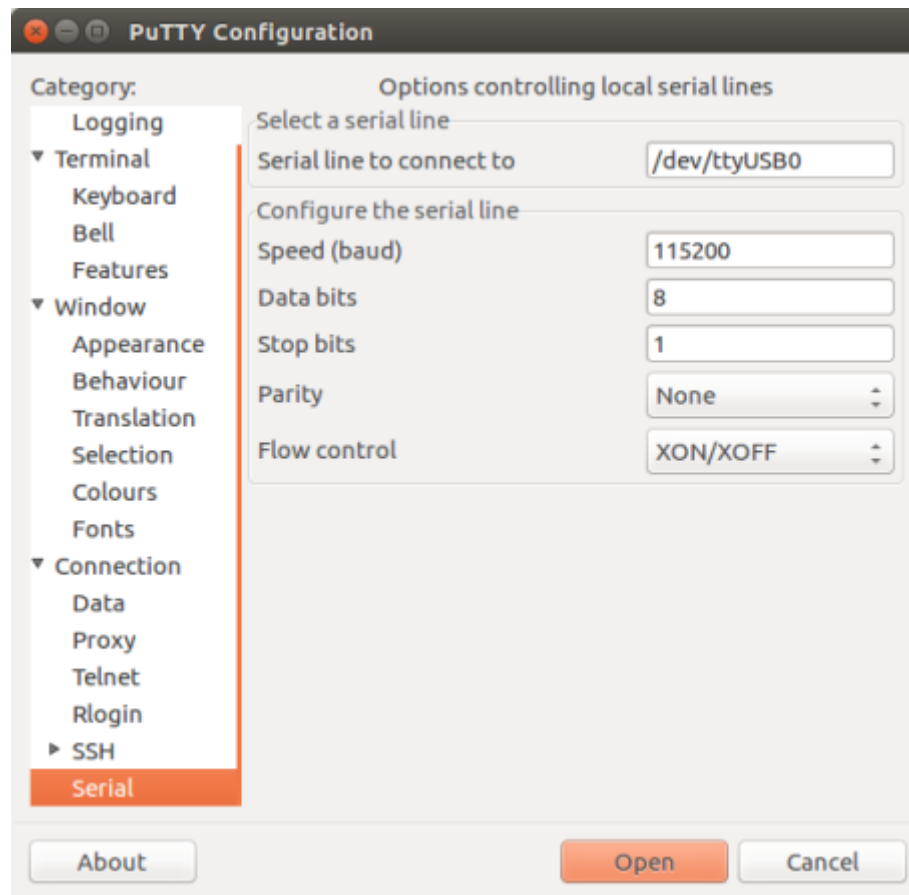 PuTTY Configuration
Category:
Logging
Terminal
Keyboard
Bell
Features
Window
Appearance
Behaviour
Translation
Selection
Colours
Fonts
Connection
Data
Proxy
Telnet
Rlogin
SSH
Serial
Options controlling local serial lines
Select a serial line
Serial line to connect to /dev/ttyUSB0
Configure the serial line
Speed (baud) 115200
Data bits 8
Stop bits 1
Parity None
Flow control XON/XOFF
About Open Cancel